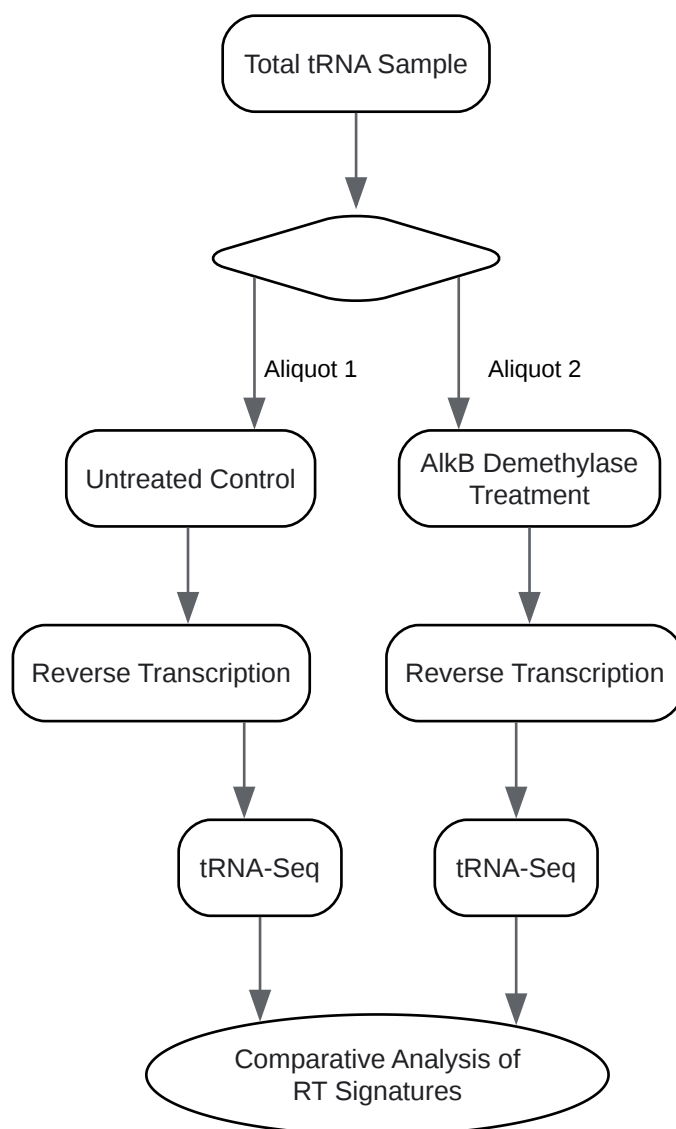 Total tRNA Sample
Aliquot 1
Aliquot 2
Untreated Control
AlkB Demethylase
Treatment
Reverse Transcription
Reverse Transcription
tRNA-Seq
tRNA-Seq
Comparative Analysis of
RT Signatures